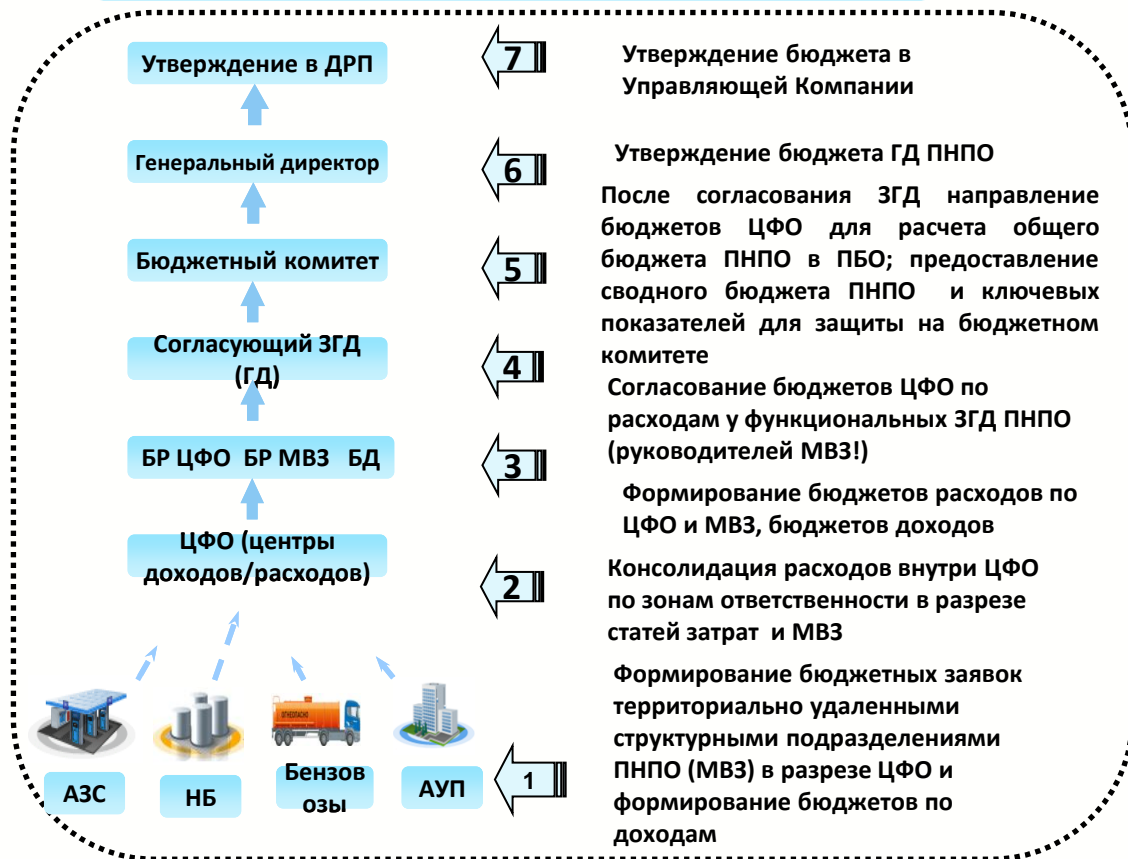 Утверждение в ДРП
7
Утверждение бюджета в
Управляющей Компании
Генеральный директор
6
Утверждение бюджета ГД ПНПО
Бюджетный комитет
5
После согласования ЗГД направление
бюджетов ЦФО для расчета общего
бюджета ПНПО в ПБО; предоставление
сводного бюджета ПНПО и ключевых
показателей для защиты на бюджетном
комитете
Согласующий ЗГД
(ГД)
4
Согласование бюджетов ЦФО по
расходам у функциональных ЗГД ПНПО
(руководителей МВЗ!)
БР ЦФО БР МВЗ БД
3
Формирование бюджетов расходов по
ЦФО и МВЗ, бюджетов доходов
ЦФО (центры
доходов/расходов)
2
Консолидация расходов внутри ЦФО
по зонам ответственности в разрезе
статей затрат и МВЗ
ОГНЕОПАСНО
АЗС
НБ
Бензов
озы
АУП
1
Формирование бюджетных заявок
территориально удаленными
структурными подразделениями
ПНПО (МВЗ) в разрезе ЦФО и
формирование бюджетов по
доходам